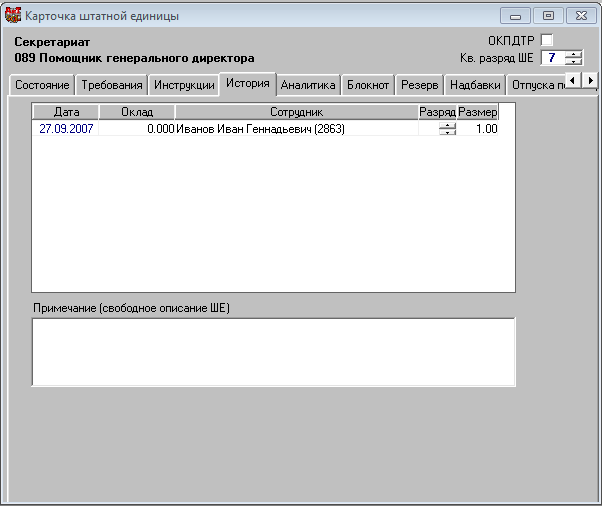 Карточка штатной единицы
Секретариат
ОКПДТР
089 Помощник генерального директора
Кв. разряд ШЕ 7
Состояние Требования Инструкции История Аналитика Блокнот Резерв Надбавки Отпуска
Дата Оклад Сотрудник Разряд Размер
27.09.2007 0.000 Иванов Иван Геннадьевич (2863) 1.00
Примечание (свободное описание ШЕ)